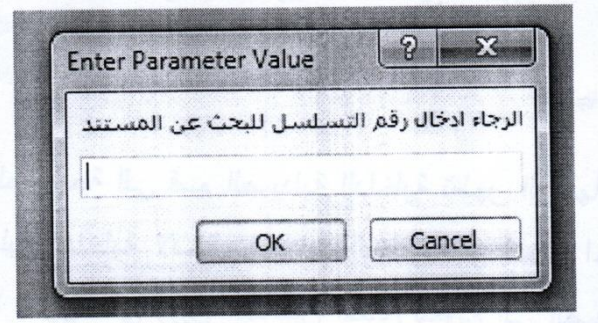 Enter Parameter Value
? X
الرجاء ادخال رقم التسلسل للبحث عن المستند
OK Cancel